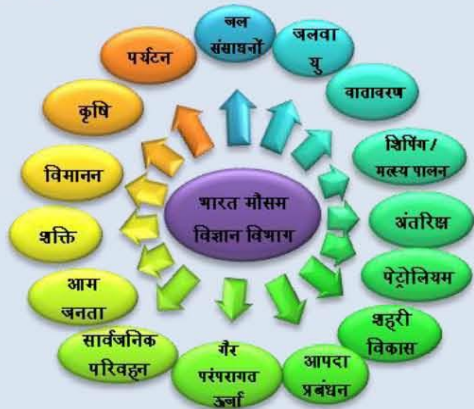 भारत मौसम
विज्ञान विभाग
जल
संसाधनों
जलवा
यु
वातावरण
शिपिंग /
मत्स्य पालन
अंतरिक्ष
पेट्रोलियम
शहरी
विकास
आपदा
प्रबंधन
गैर
परंपरागत
ऊर्जा
सार्वजनिक
परिवहन
आम
जनता
शक्ति
विमानन
कृषि
पर्यटन